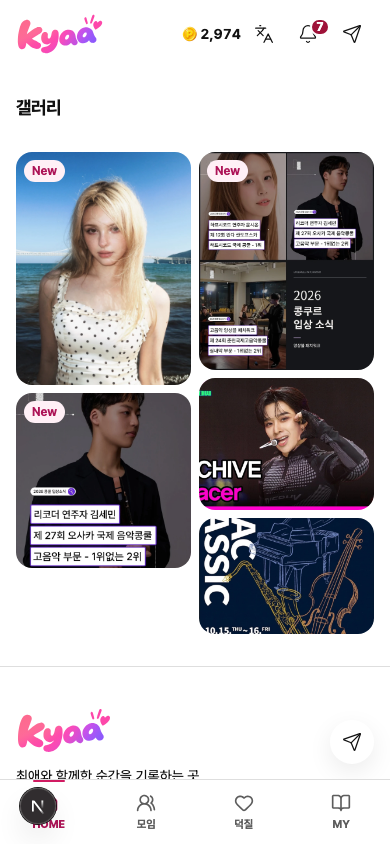 Kyaa
2,974
7
갤러리
New
New
2026
콩쿠르
입상 소식
CHIVE
acer
New
리코더 연주자 김세민
제 27회 오사카 국제 음악콩쿨
고음악 부문 - 1위없는 2위
AC
ASSIC
10.15.THU ~ 16.FRI
Kyaa
최애와 함께한 순간을 기록하는 곳
N
HOME
모임
덕질
MY